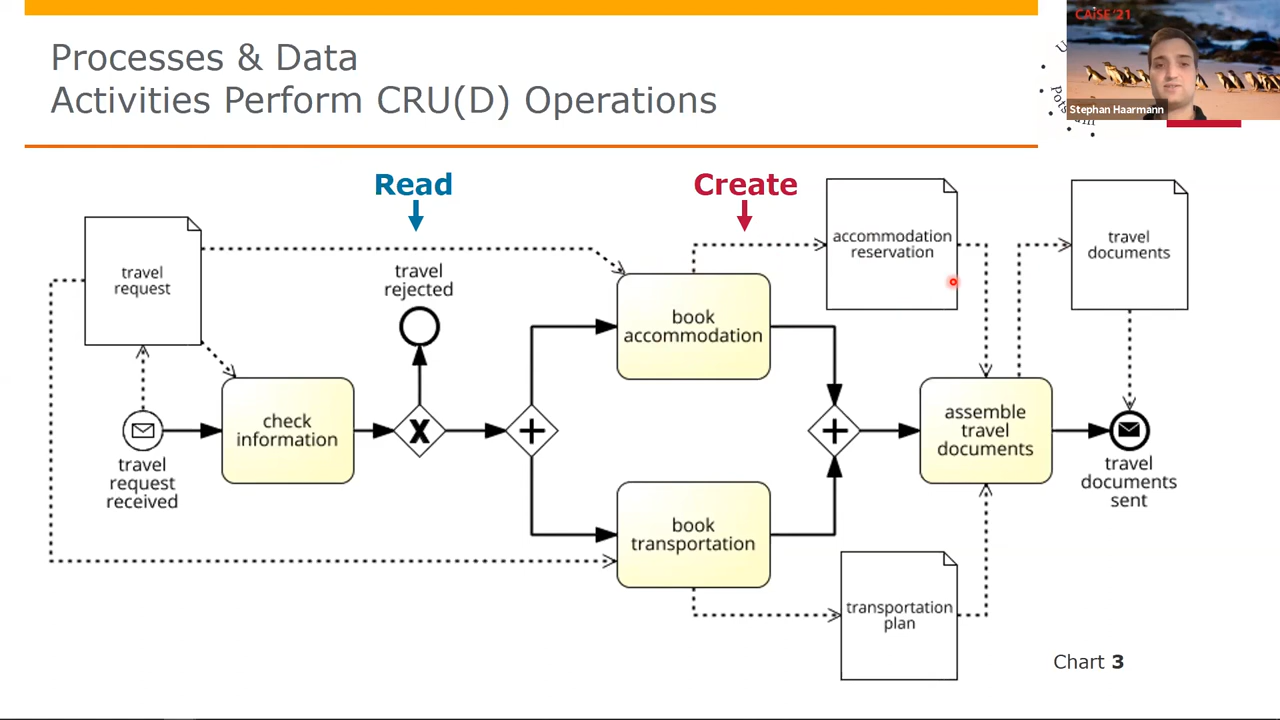 Processes & Data
Activities Perform CRU(D) Operations
CAiSE '21
Stephan Haarmann
Read
Create
accommodation
reservation
travel
documents
travel
request
travel
rejected
book
accommodation
check
information
assemble
travel
documents
travel
request
received
travel
documents
sent
book
transportation
transportation
plan
Chart 3